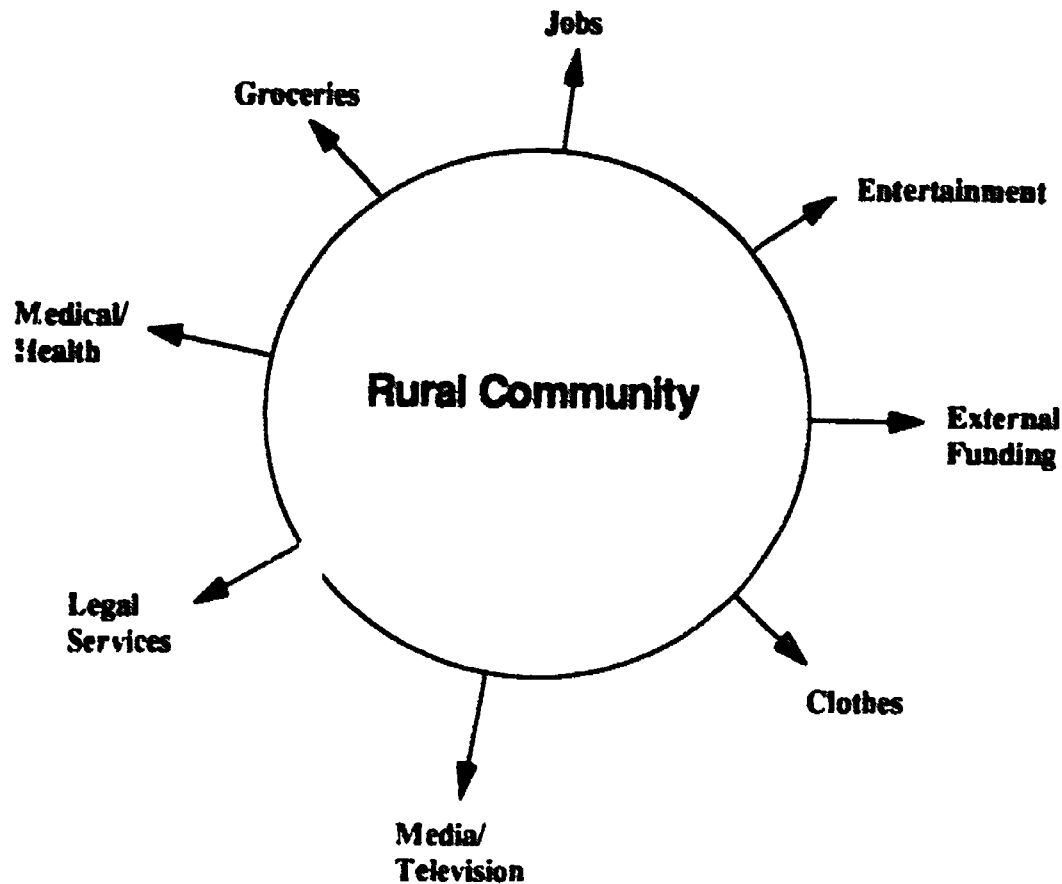 Jobs
Groceries
Entertainment
Medical/
Health
Rural Community
External
Funding
Legal
Services
Clothes
Media/
Television